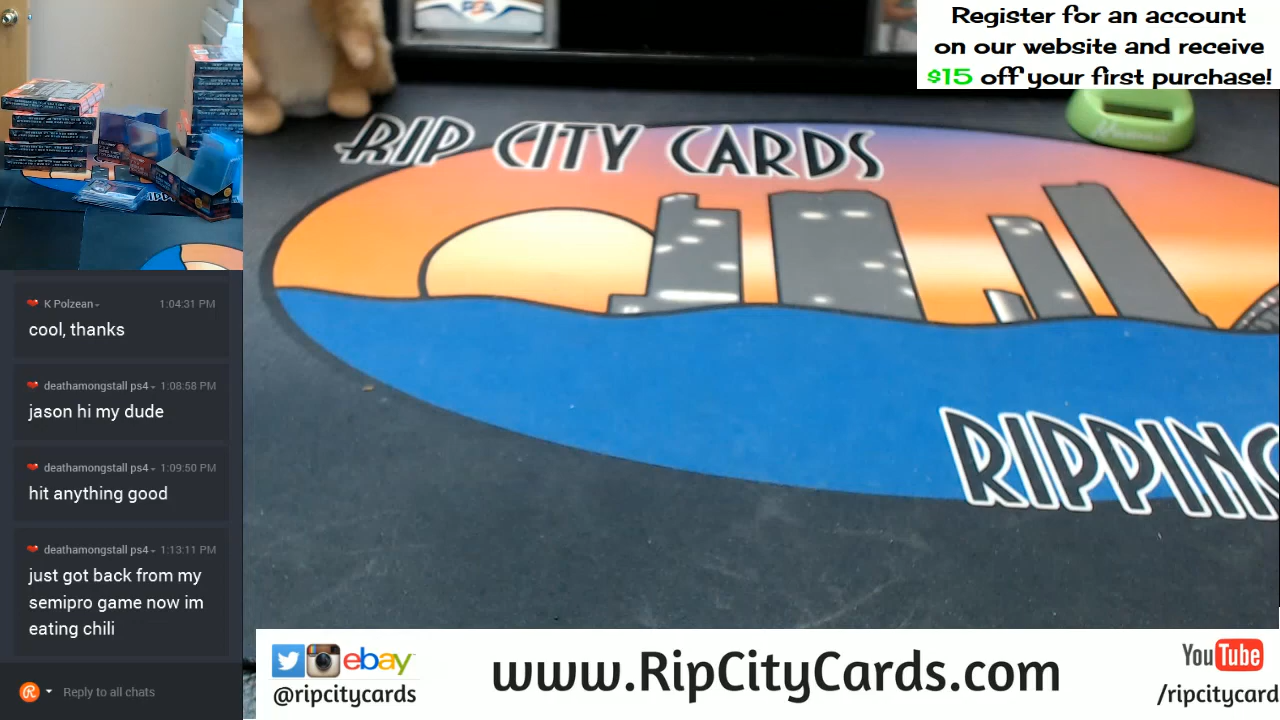 PSA
Register for an account
on our website and receive
$15 off your first purchase!
RIP CITY CARDS
K Polzean
1:04:31 PM
cool, thanks
deathamongstall ps4
1:08:58 PM
jason hi my dude
deathamongstall ps4
1:09:50 PM
hit anything good
deathamongstall ps4
1:13:11 PM
just got back from my
semipro game now im
eating chili
RIPPING
Reply to all chats
ebay
@ripcitycards
www.RipCityCards.com
YouTube
/ripcitycard